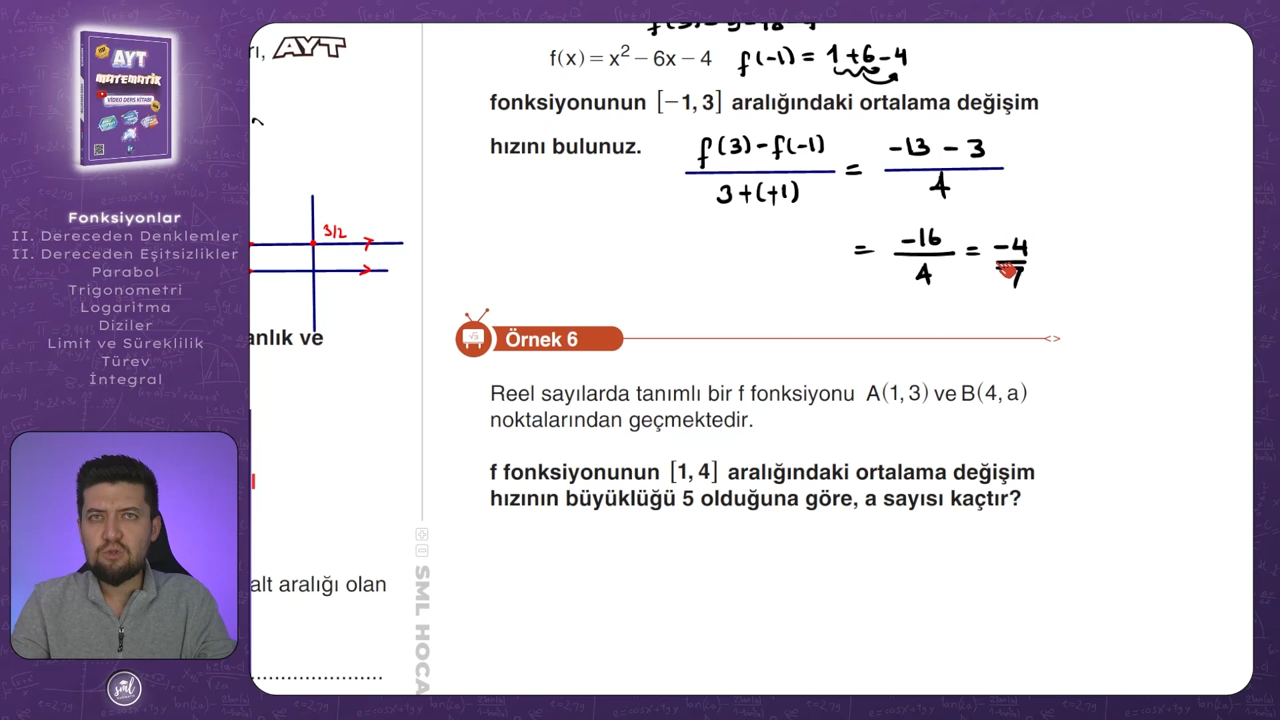 AYT
MATEMATİK
VİDEO DERS KİTABI
Fonksiyonlar
II. Dereceden Denklemler
II. Dereceden Eşitsizlikler
Parabol
Trigonometri
Logaritma
Diziler
Limit ve Süreklilik
Türev
İntegral
sml
AYT
3/2
anlık ve
alt aralığı olan
SML HOCA
f(x) = x² − 6x − 4 f(-1) = 1+6-4
fonksiyonunun [−1, 3] aralığındaki ortalama değişim
hızını bulunuz.
f(3)-f(-1) / 3+(+1) = -13 - 3 / 4
= -16 / 4 = -4
Örnek 6
Reel sayılarda tanımlı bir f fonksiyonu A(1, 3) ve B(4, a)
noktalarından geçmektedir.
f fonksiyonunun [1, 4] aralığındaki ortalama değişim
hızının büyüklüğü 5 olduğuna göre, a sayısı kaçtır?